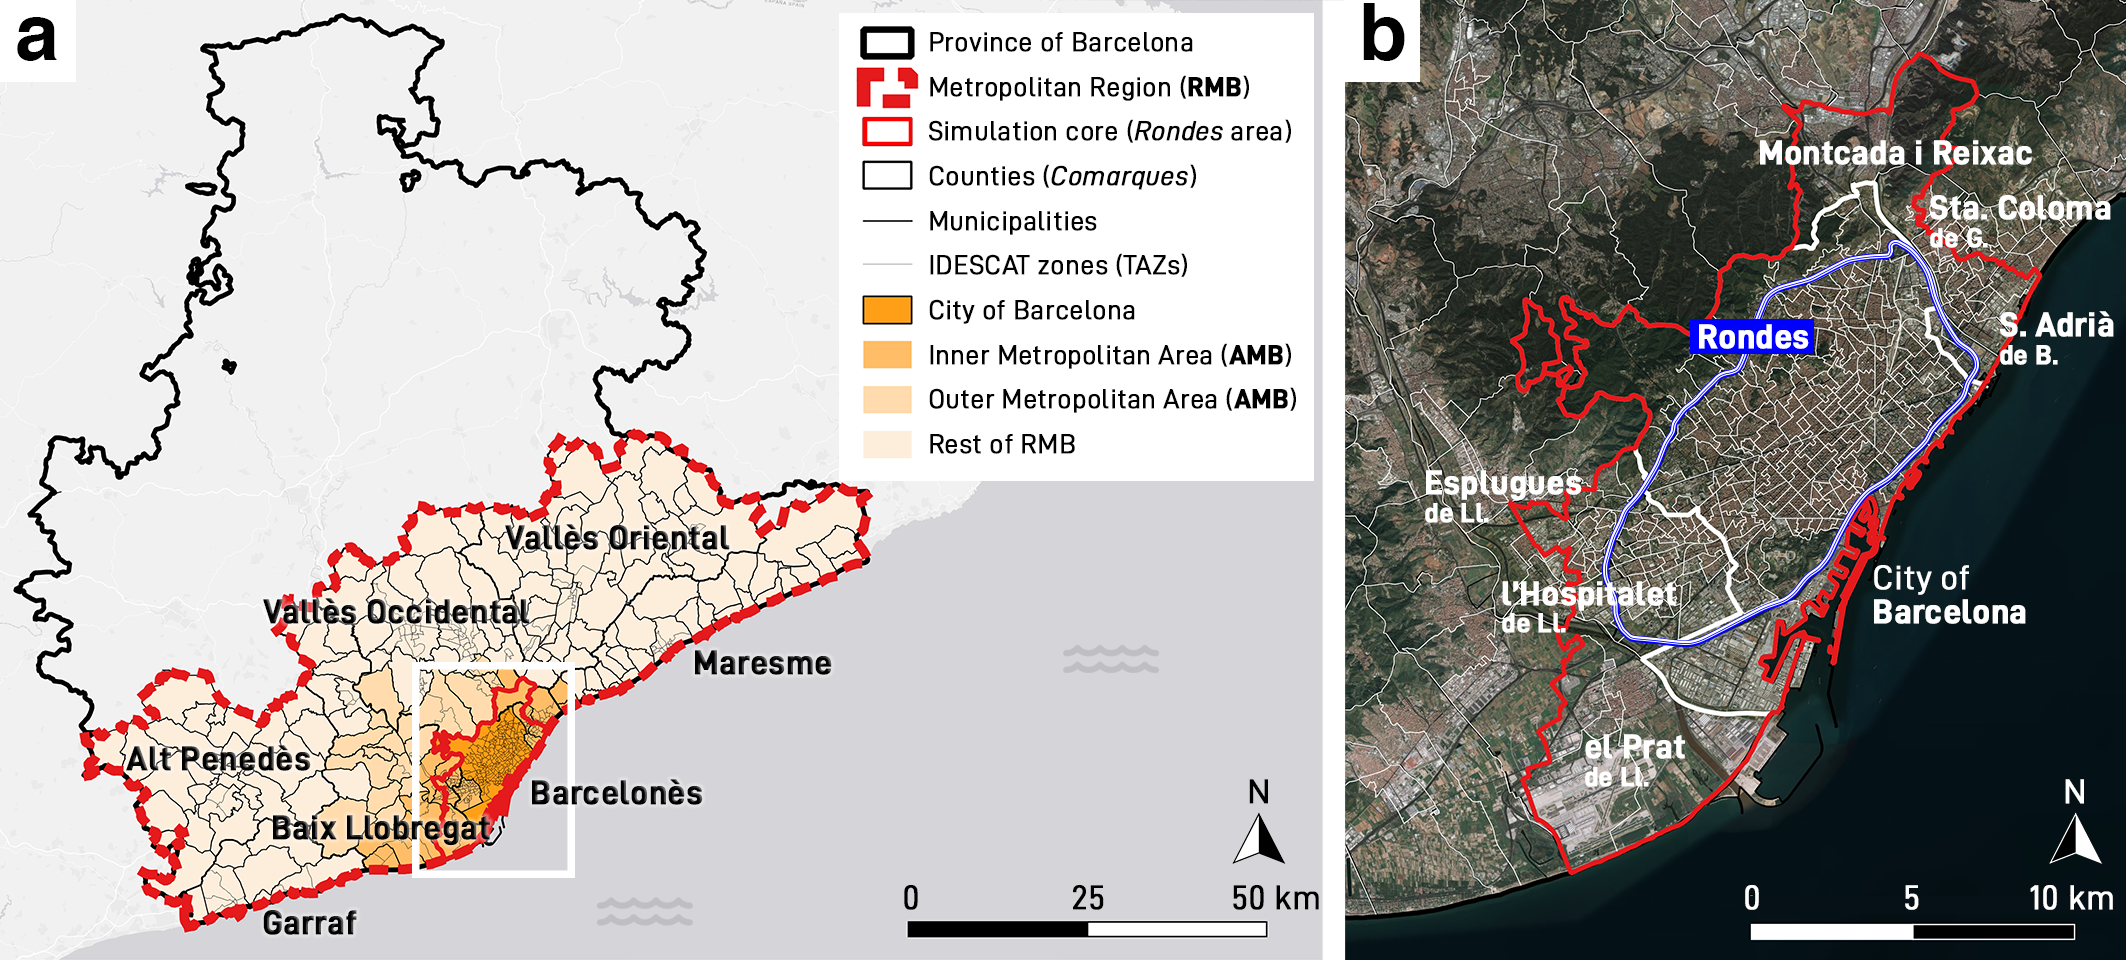 a
Province of Barcelona
Metropolitan Region (RMB)
Simulation core (Rondes area)
Counties (Comarques)
Municipalities
IDESCAT zones (TAZs)
City of Barcelona
Inner Metropolitan Area (AMB)
Outer Metropolitan Area (AMB)
Rest of RMB
Vallès Oriental
Vallès Occidental
Maresme
Alt Penedès
Barcelonès
Baix Llobregat
Garraf
N
0 25 50 km
b
Montcada i Reixac
Sta. Coloma
de G.
S. Adrià
de B.
Rondes
Esplugues
de Ll.
l'Hospitalet
de Ll.
City of
Barcelona
el Prat
de Ll.
N
0 5 10 km